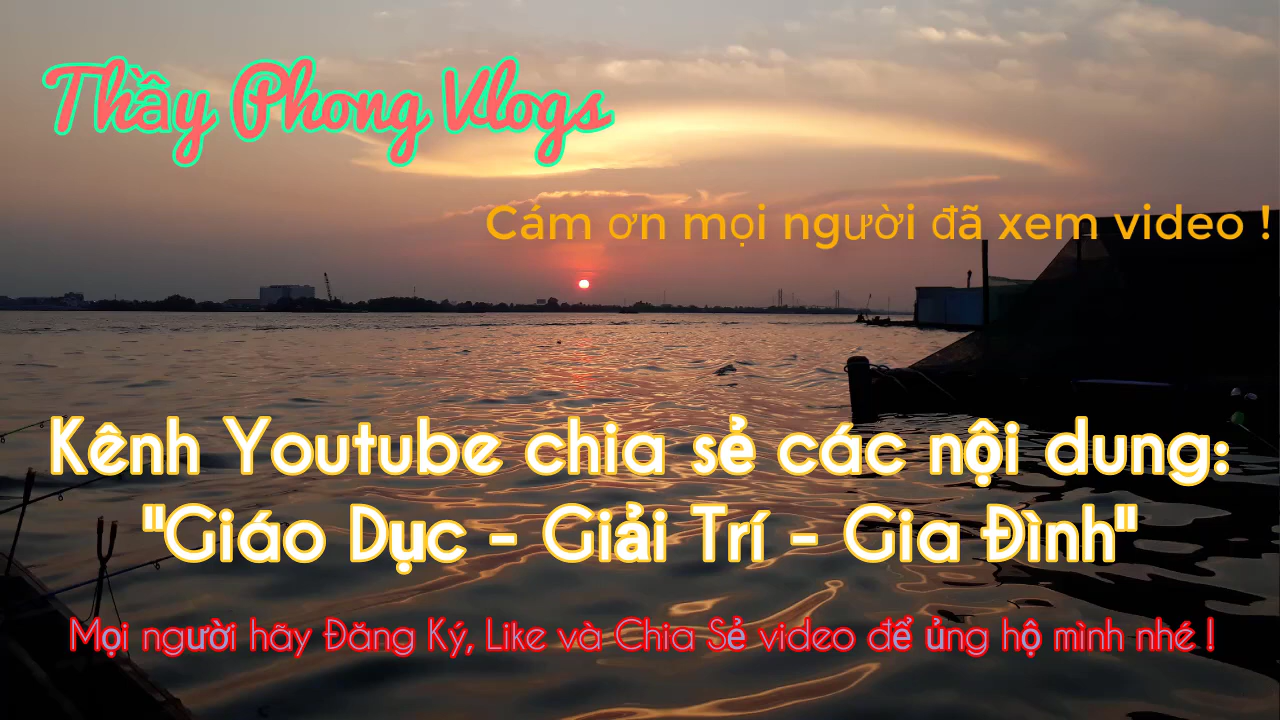 Thầy Phong Vlogs
Cám ơn mọi người đã xem video !
Kênh Youtube chia sẻ các nội dung:
"Giáo Dục - Giải Trí - Gia Đình"
Mọi người hãy Đăng Ký, Like và Chia Sẻ video để ủng hộ mình nhé !